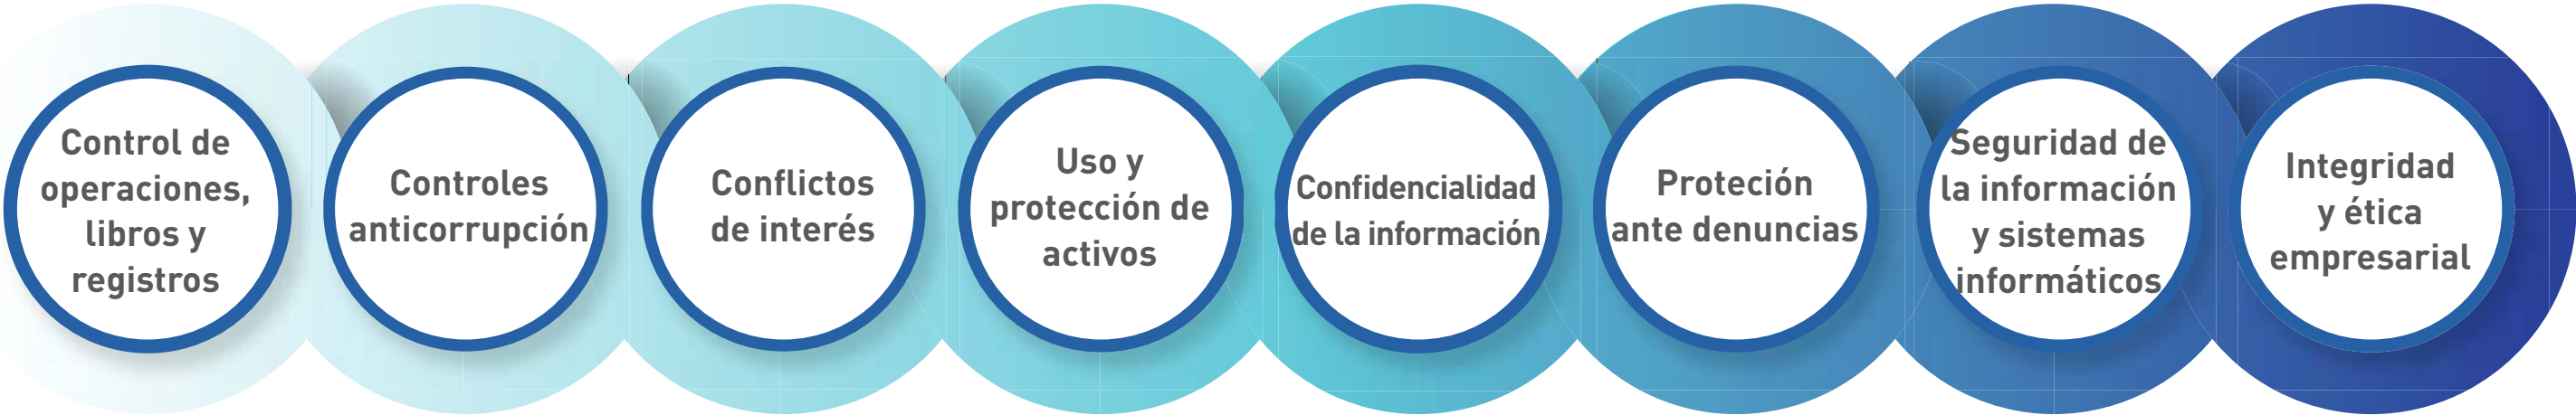 Control de
operaciones,
libros y
registros
Controles
anticorrupción
Conflictos
de interés
Uso y
protección de
activos
Confidencialidad
de la información
Proteción
ante denuncias
Seguridad de
la información
y sistemas
informáticos
Integridad
y ética
empresarial